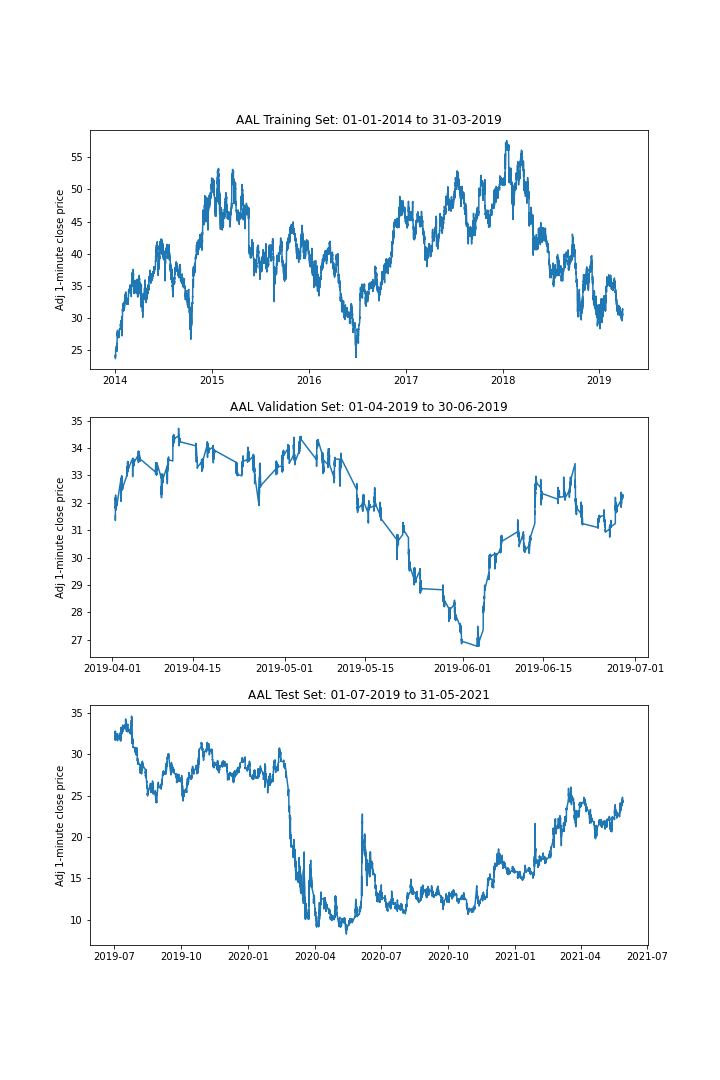 AAL Training Set: 01-01-2014 to 31-03-2019
Adj 1-minute close price
55
50
45
40
35
30
25
2014 2015 2016 2017 2018 2019
AAL Validation Set: 01-04-2019 to 30-06-2019
Adj 1-minute close price
35
34
33
32
31
30
29
28
27
2019-04-01 2019-04-15 2019-05-01 2019-05-15 2019-06-01 2019-06-15 2019-07-01
AAL Test Set: 01-07-2019 to 31-05-2021
Adj 1-minute close price
35
30
25
20
15
10
2019-07 2019-10 2020-01 2020-04 2020-07 2020-10 2021-01 2021-04 2021-07